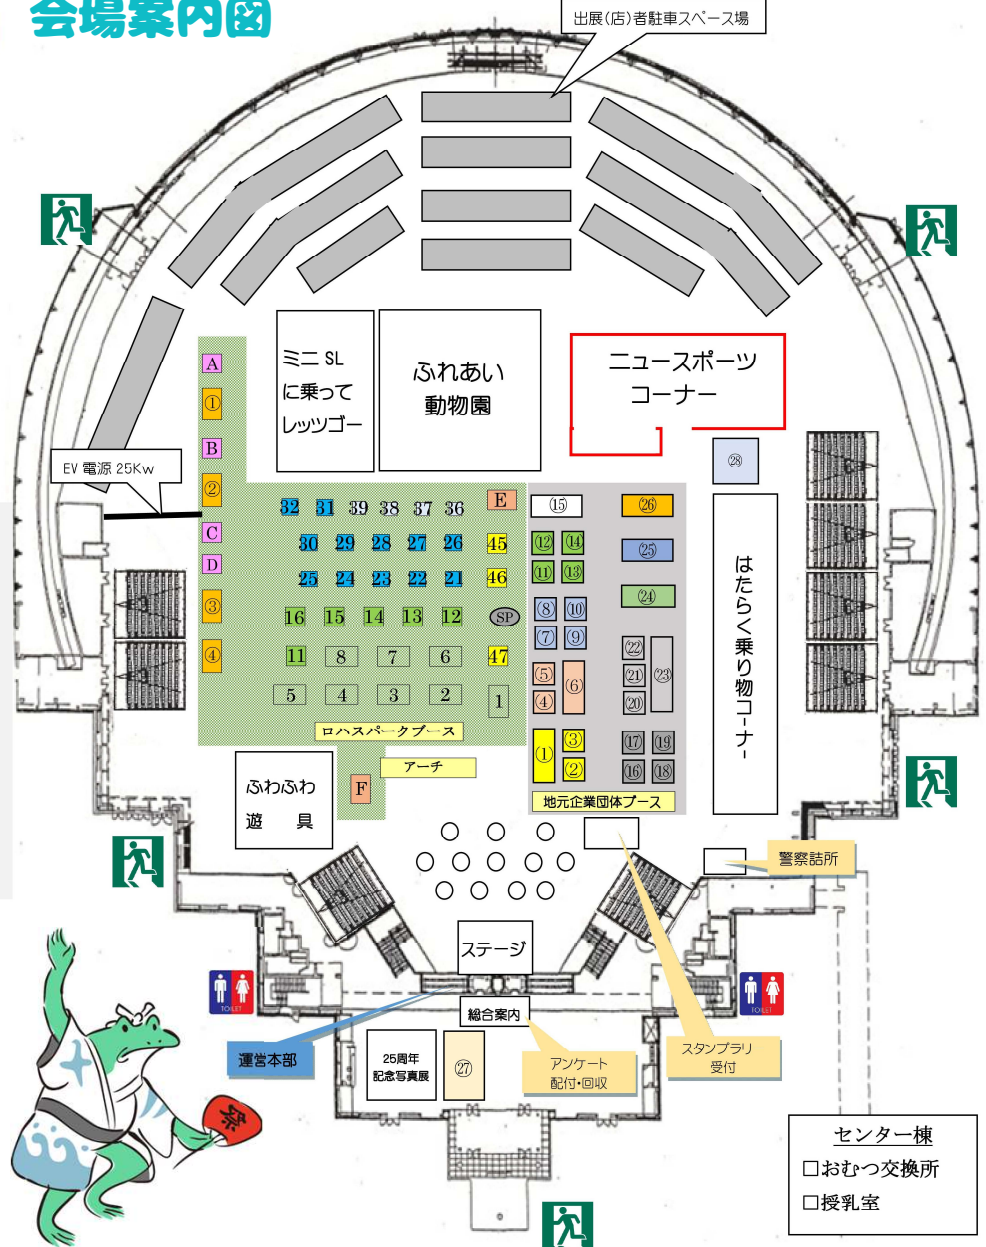 会場案内図
出展(店)者駐車スペース場
A
①
B
②
C
D
③
④
EV 電源 25Kw
ミニ SL
に乗って
レッツゴー
ふれあい
動物園
ニュースポーツ
コーナー
㉘
32 31 39 38 37 36 E
30 29 28 27 26 45
25 24 23 22 21 46
16 15 14 13 12 SP
11 8 7 6 47
5 4 3 2 1
ロハスパークブース
アーチ
F
ふわふわ
遊 具
⑮ ㉖
⑫ ⑭ ㉕
⑪ ⑬
⑧ ⑩ ㉔
⑦ ⑨
⑤ ⑥ ㉒ ㉓
④ ㉑
⑳
① ③ ⑰ ⑲
② ⑯ ⑱
地元企業団体ブース
はたらく乗り物コーナー
警察詰所
ステージ
総合案内
運営本部
25周年
記念写真展
㉗
アンケート
配付・回収
スタンプラリ
受付
TOILET
TOILET
祭
センター棟
□おむつ交換所
□授乳室